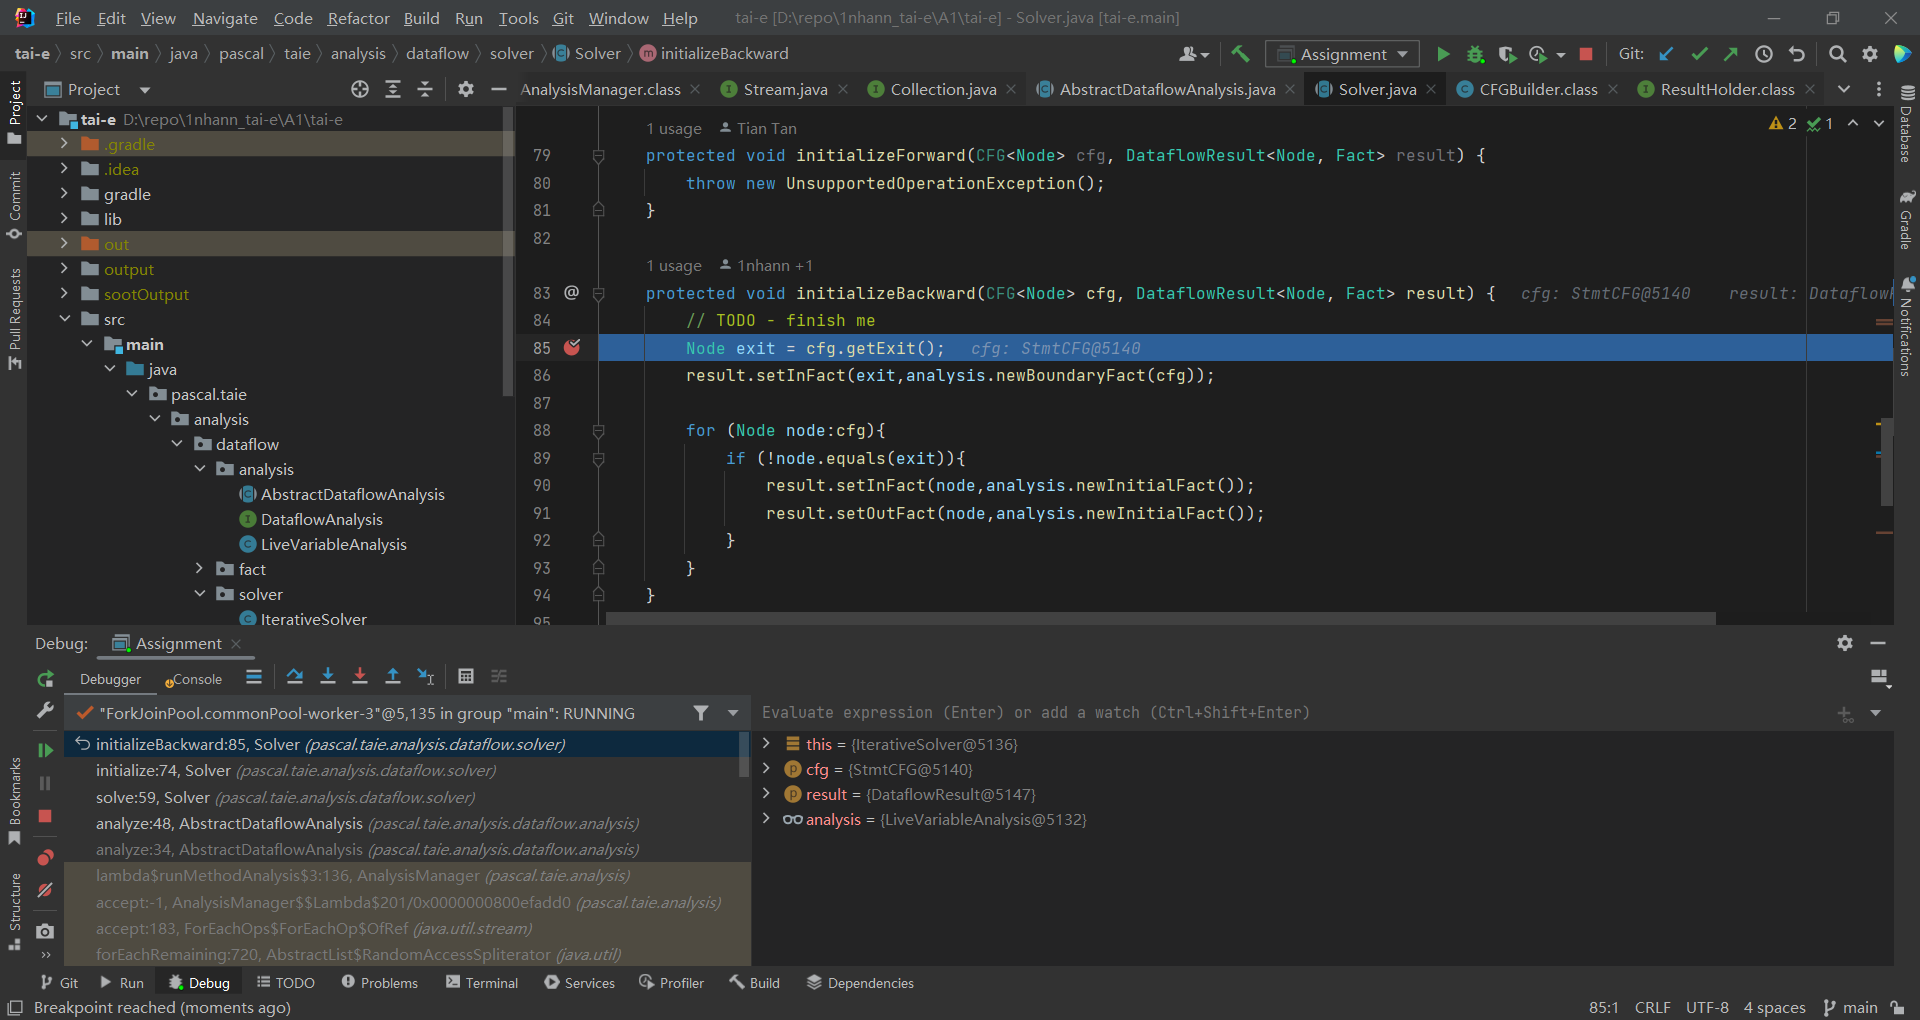 File Edit View Navigate Code Refactor Build Run Tools Git Window Help tai-e [D:\repo\1nhann_tai-e\A1\tai-e] - Solver.java [tai-e.main]
tai-e src main java pascal taie analysis dataflow solver Solver initializeBackward Assignment Git:
Project
AnalysisManager.class Stream.java Collection.java AbstractDataflowAnalysis.java Solver.java CFGBuilder.class ResultHolder.class
Project
Commit
Pull Requests
Bookmarks
Structure
tai-e D:\repo\1nhann_tai-e\A1\tai-e
.gradle
.idea
gradle
lib
out
output
sootOutput
src
main
java
pascal.taie
analysis
dataflow
analysis
AbstractDataflowAnalysis
DataflowAnalysis
LiveVariableAnalysis
fact
solver
IterativeSolver
2 1
1 usage Tian Tan
79 protected void initializeForward(CFG<Node> cfg, DataflowResult<Node, Fact> result) {
80 throw new UnsupportedOperationException();
81 }
82
1 usage 1nhann +1
83 @ protected void initializeBackward(CFG<Node> cfg, DataflowResult<Node, Fact> result) { cfg: StmtCFG@5140 result: Dataflow
84 // TODO - finish me
85 Node exit = cfg.getExit(); cfg: StmtCFG@5140
86 result.setInFact(exit,analysis.newBoundaryFact(cfg));
87
88 for (Node node:cfg){
89 if (!node.equals(exit)){
90 result.setInFact(node,analysis.newInitialFact());
91 result.setOutFact(node,analysis.newInitialFact());
92 }
93 }
94 }
95
Database
Gradle
Notifications
Debug: Assignment
Debugger Console
"ForkJoinPool.commonPool-worker-3"@5,135 in group "main": RUNNING
initializeBackward:85, Solver (pascal.taie.analysis.dataflow.solver)
initialize:74, Solver (pascal.taie.analysis.dataflow.solver)
solve:59, Solver (pascal.taie.analysis.dataflow.solver)
analyze:48, AbstractDataflowAnalysis (pascal.taie.analysis.dataflow.analysis)
analyze:34, AbstractDataflowAnalysis (pascal.taie.analysis.dataflow.analysis)
lambda$runMethodAnalysis$3:136, AnalysisManager (pascal.taie.analysis)
accept:-1, AnalysisManager$$Lambda$201/0x0000000800efadd0 (pascal.taie.analysis)
accept:183, ForEachOps$ForEachOp$OfRef (java.util.stream)
forEachRemaining:720, AbstractList$RandomAccessSpliterator (java.util)
Evaluate expression (Enter) or add a watch (Ctrl+Shift+Enter)
this = {IterativeSolver@5136}
cfg = {StmtCFG@5140}
result = {DataflowResult@5147}
analysis = {LiveVariableAnalysis@5132}
Git Run Debug TODO Problems Terminal Services Profiler Build Dependencies
Breakpoint reached (moments ago) 85:1 CRLF UTF-8 4 spaces main